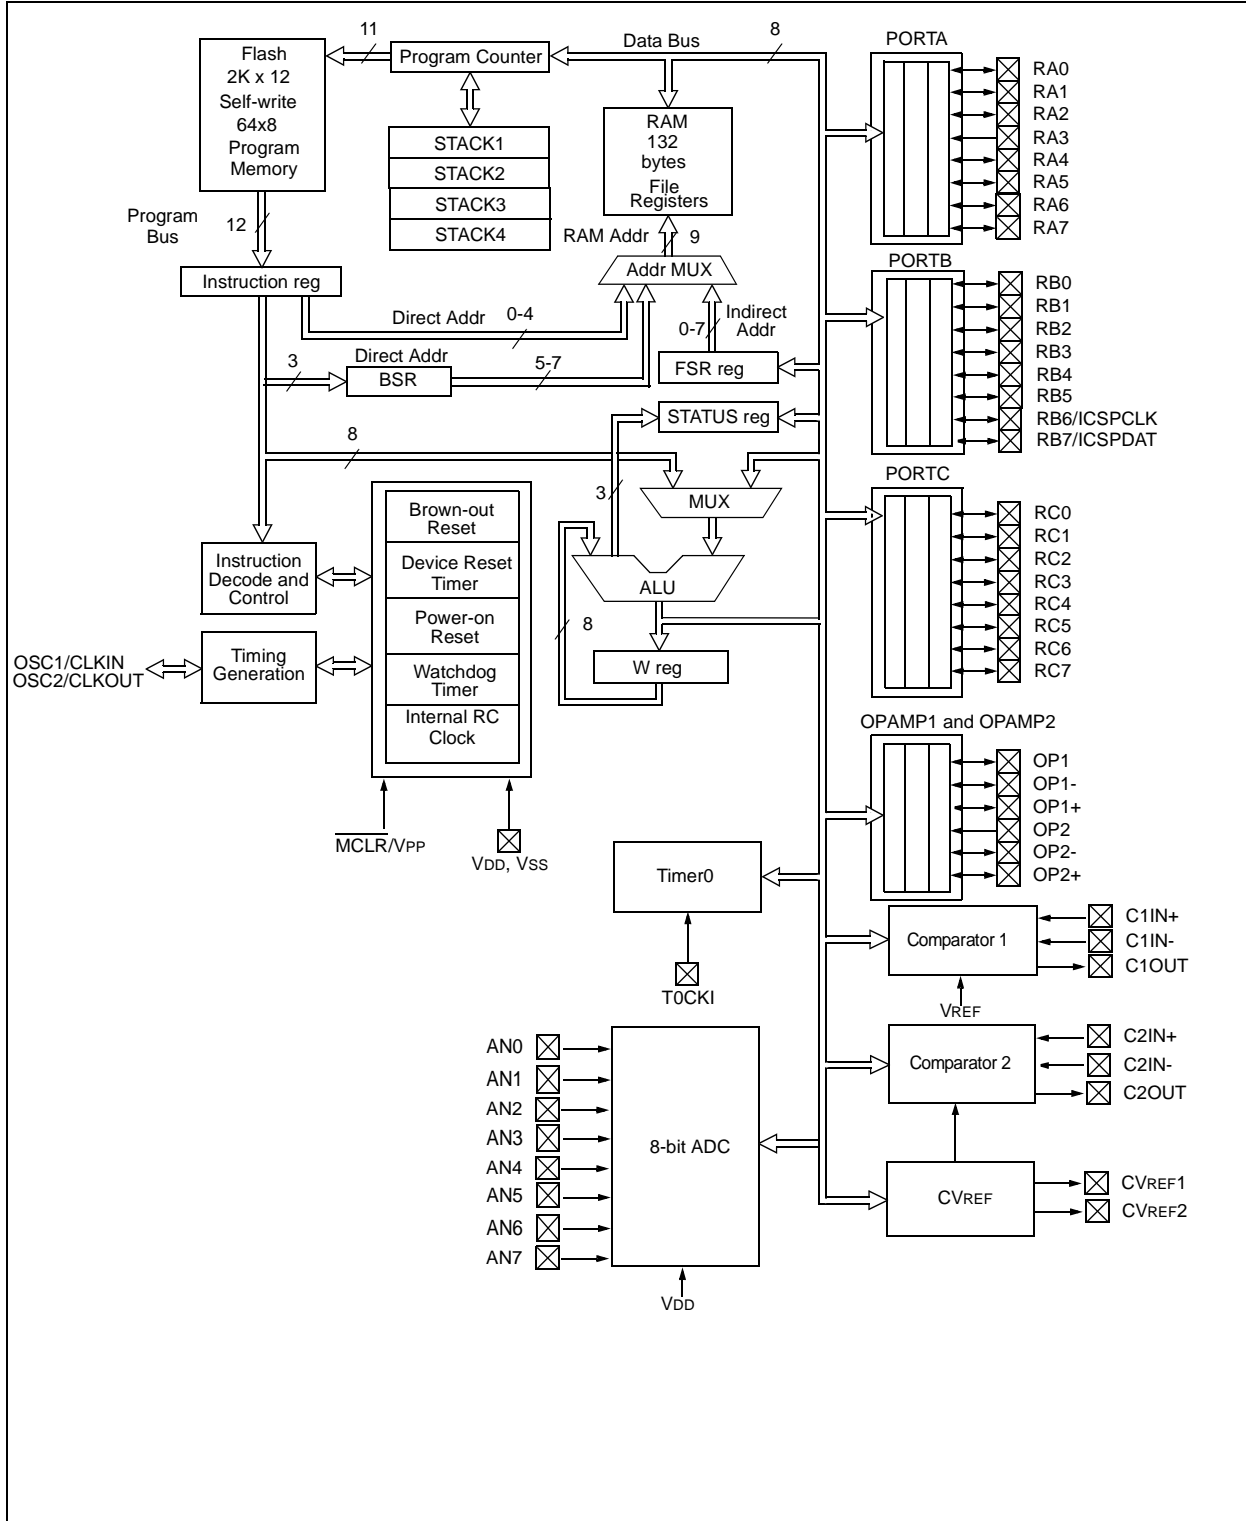 11
Data Bus
8
PORTA
Flash
2K x 12
Self-write
64x8
Program
Memory
Program Counter
STACK1
STACK2
STACK3
STACK4
RAM
132
bytes
File
Registers
RA0
RA1
RA2
RA3
RA4
RA5
RA6
RA7
Program
Bus
12
RAM Addr
9
Addr MUX
Instruction reg
Direct Addr
0-4
0-7
Indirect
Addr
3
Direct Addr
BSR
5-7
FSR reg
PORTB
RB0
RB1
RB2
RB3
RB4
RB5
RB6/ICSPCLK
RB7/ICSPDAT
STATUS reg
8
3
MUX
ALU
8
W reg
PORTC
RC0
RC1
RC2
RC3
RC4
RC5
RC6
RC7
Brown-out
Reset
Device Reset
Timer
Power-on
Reset
Watchdog
Timer
Internal RC
Clock
Instruction
Decode and
Control
Timing
Generation
OSC1/CLKIN
OSC2/CLKOUT
MCLR/VPP
VDD, VSS
OPAMP1 and OPAMP2
OP1
OP1-
OP1+
OP2
OP2-
OP2+
Timer0
T0CKI
Comparator 1
C1IN+
C1IN-
C1OUT
VREF
Comparator 2
C2IN+
C2IN-
C2OUT
CVREF
CVREF1
CVREF2
AN0
AN1
AN2
AN3
AN4
AN5
AN6
AN7
8-bit ADC
VDD